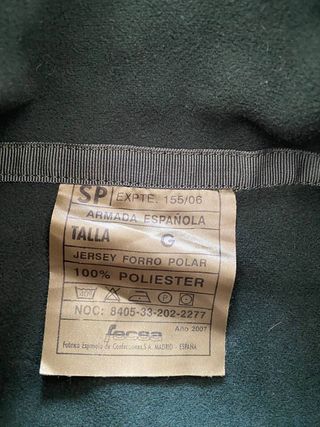 SP EXPTE. 155/06
ARMADA ESPAÑOLA
TALLA G
JERSEY FORRO POLAR
100% POLIESTER
NOC: 8405-33-202-2277
fecsa Año 2007
Fabrica Española de Confecciones,S.A. MADRID - ESPAÑA